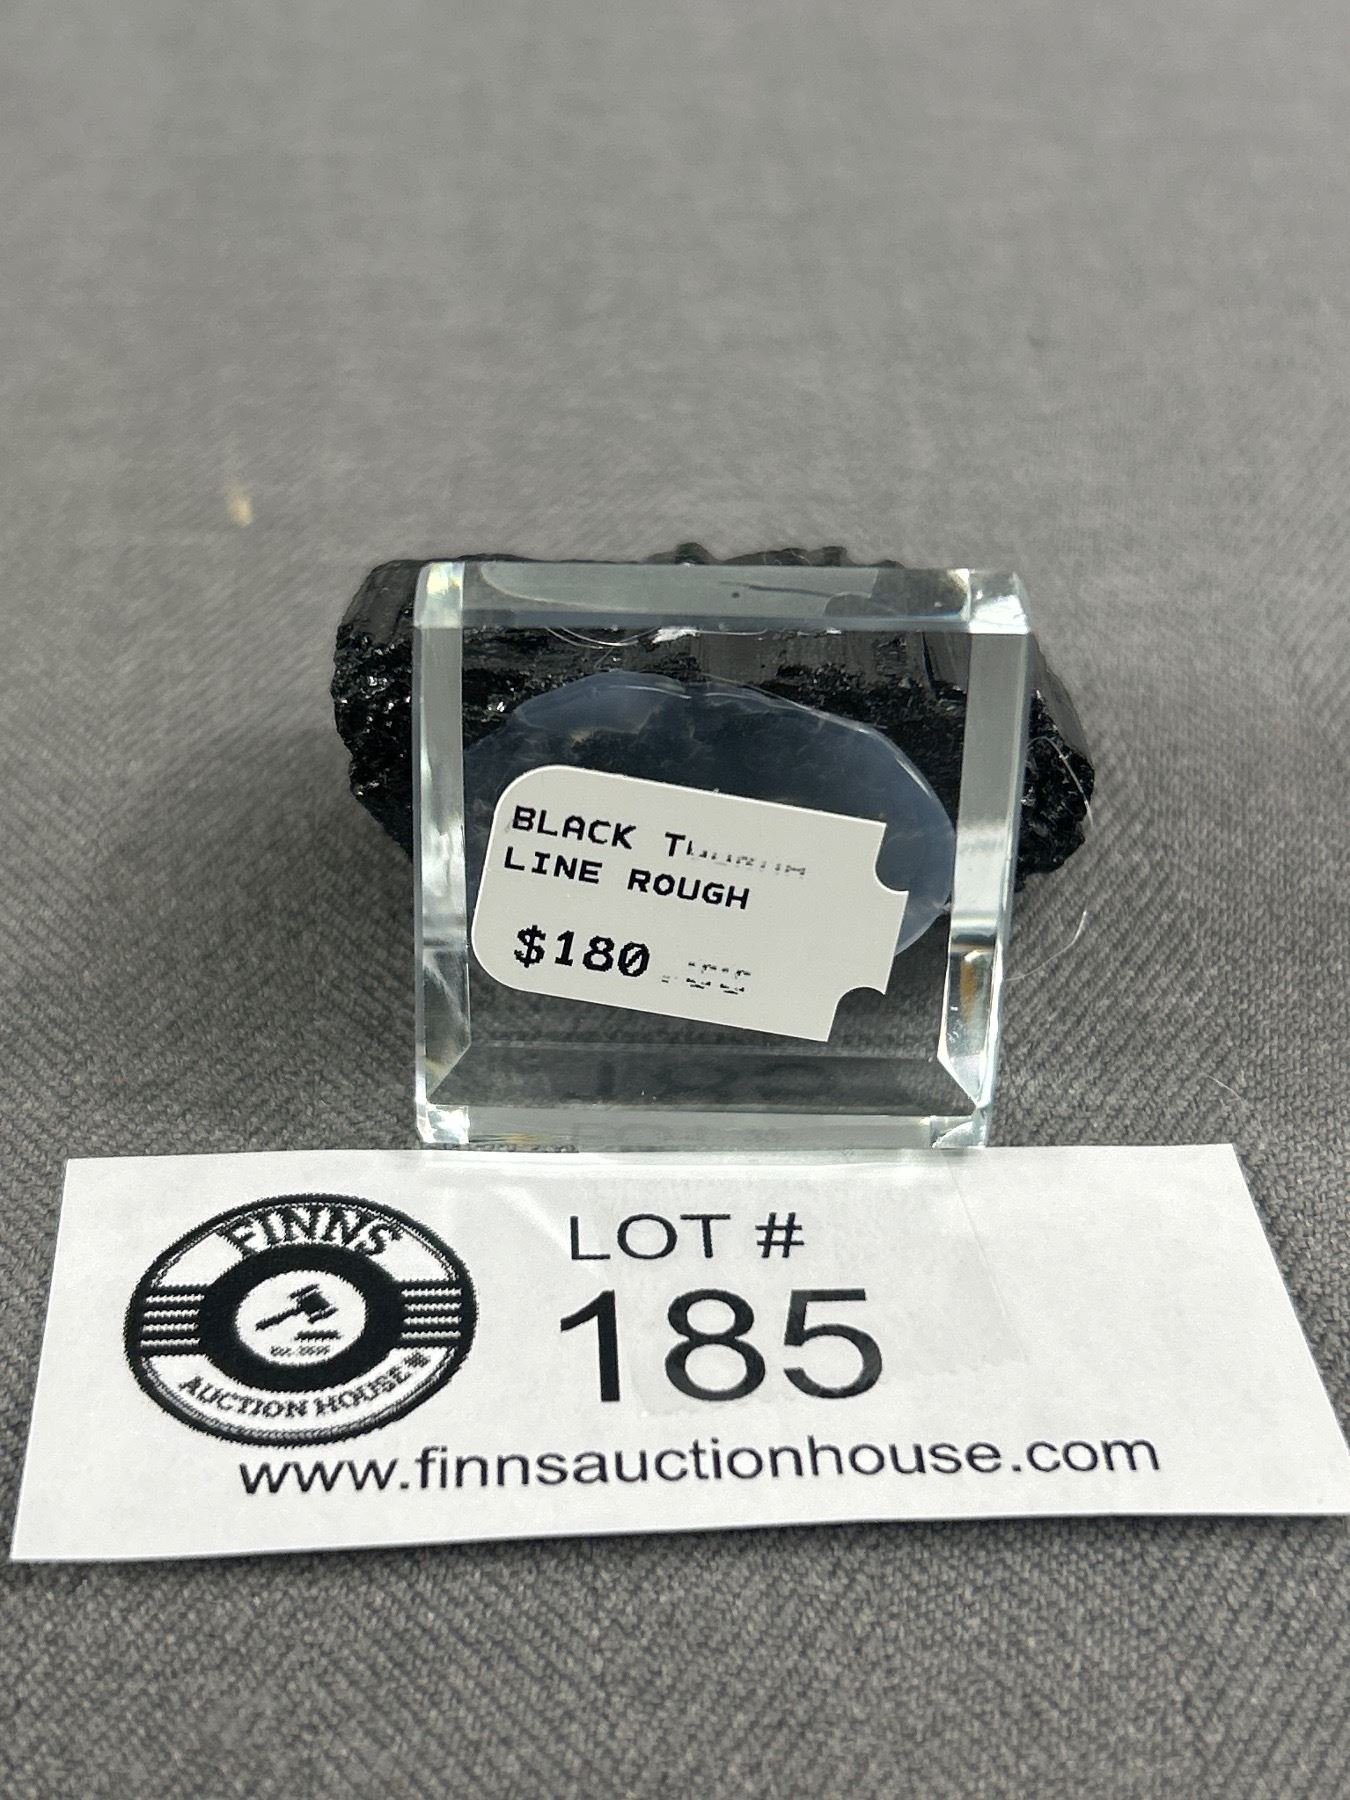 BLACK
LINE ROUGH
$180
FINNS
AUCTION HOUSE
LOT #
185
www.finnsauctionhouse.com